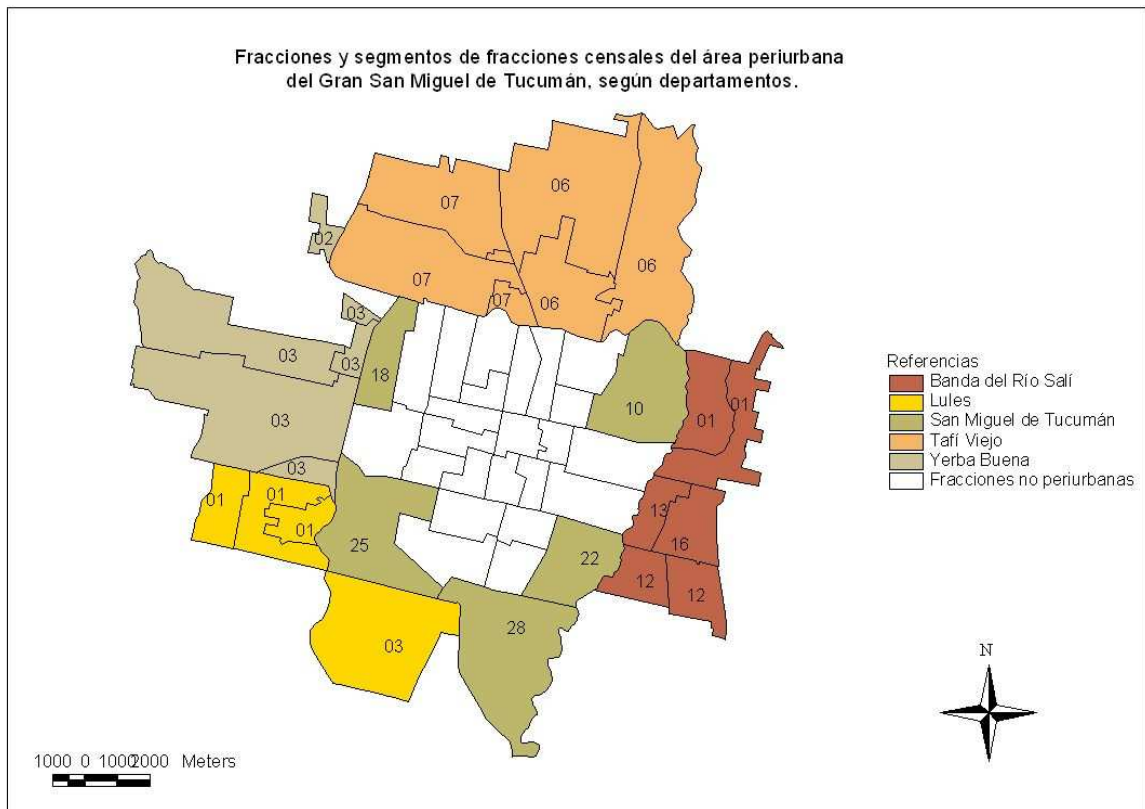 Fracciones y segmentos de fracciones censales del área periurbana
del Gran San Miguel de Tucumán, según departamentos.
06
07
02
06
07
07
06
03
03
03
18
10
01
01
03
03
01
01
01
13
16
25
22
12
12
28
03
Referencias
Banda del Río Salí
Lules
San Miguel de Tucumán
Tafí Viejo
Yerba Buena
Fracciones no periurbanas
N
1000 0 1000 2000 Meters